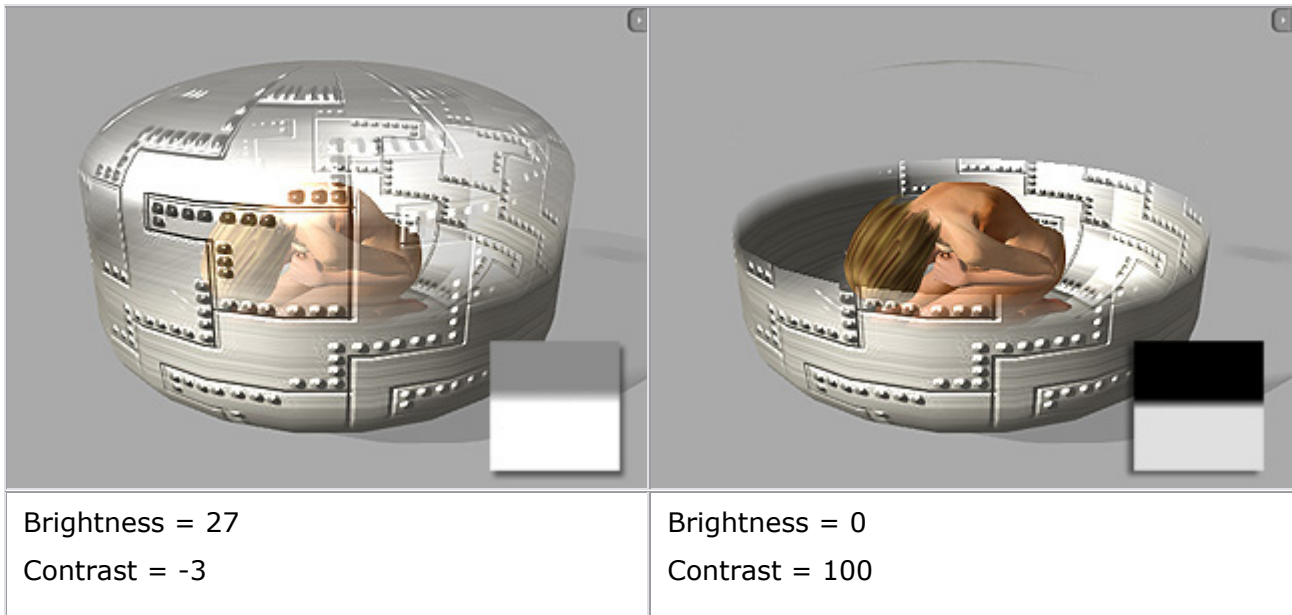 Brightness = 27
Contrast = -3
Brightness = 0
Contrast = 100